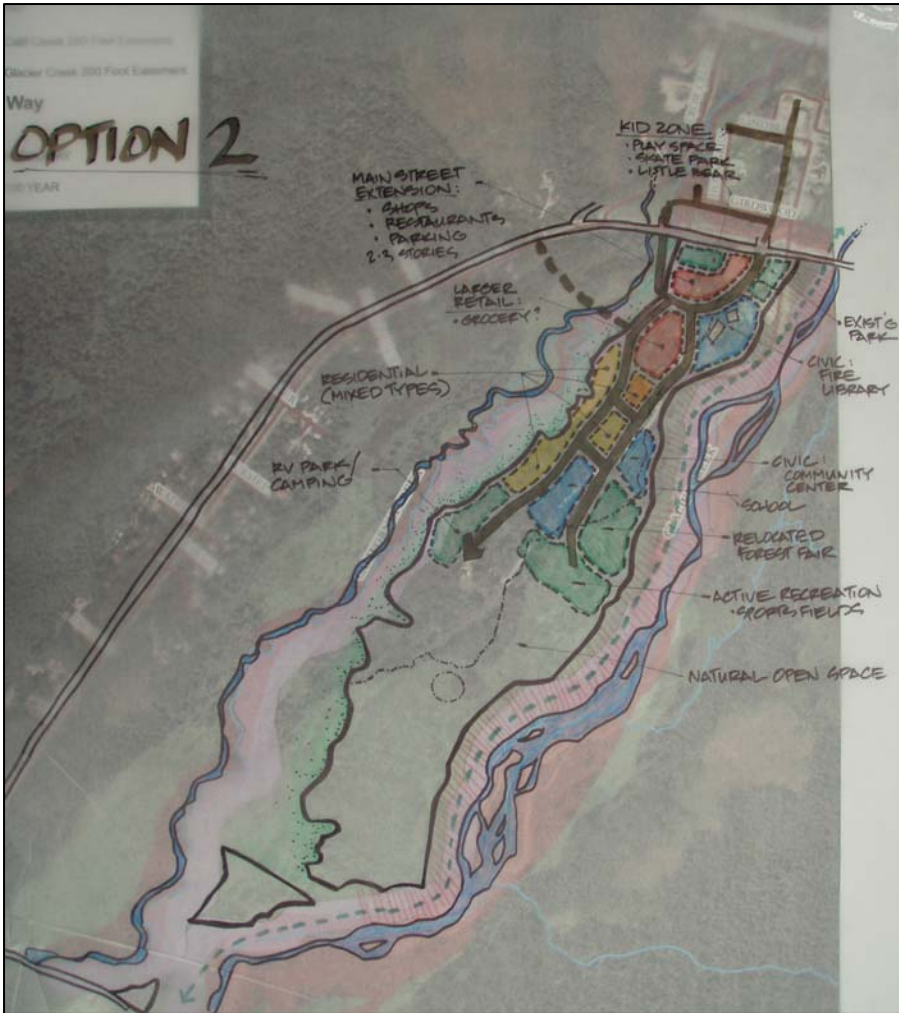 Glacier Creek 200 Foot Easement
Way
OPTION 2
YEAR
KID ZONE
• PLAY SPACE
• SKATE PARK
• LITTLE BEAR
GIRDWOOD
MAIN STREET
EXTENSION:
• SHOPS
• RESTAURANTS
• PARKING
2-3 STORIES
LARGER
RETAIL:
• GROCERY?
• EXIST'G
PARK
CIVIC:
FIRE
LIBRARY
RESIDENTIAL
(MIXED TYPES)
RV PARK/
CAMPING
CIVIC:
COMMUNITY
CENTER
SCHOOL
RELOCATED
FOREST FAIR
ACTIVE RECREATION
• SPORTS FIELDS
NATURAL OPEN SPACE